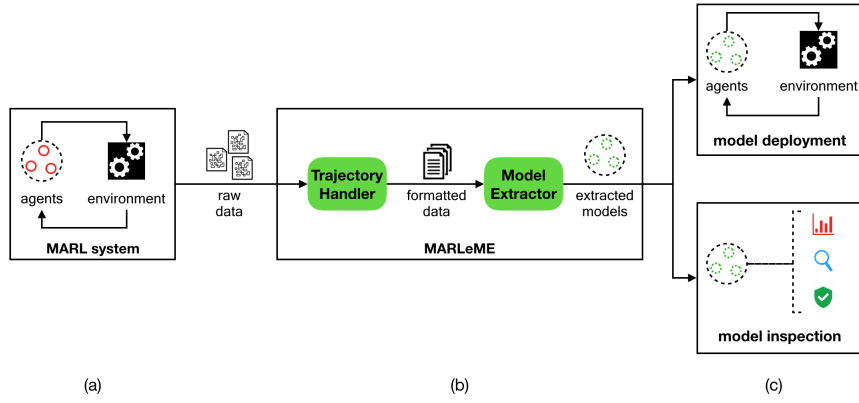 agents
environment
MARL system
raw
data
Trajectory
Handler
formatted
data
Model
Extractor
extracted
models
MARLeME
agents
environment
model deployment
model inspection
(a)
(b)
(c)